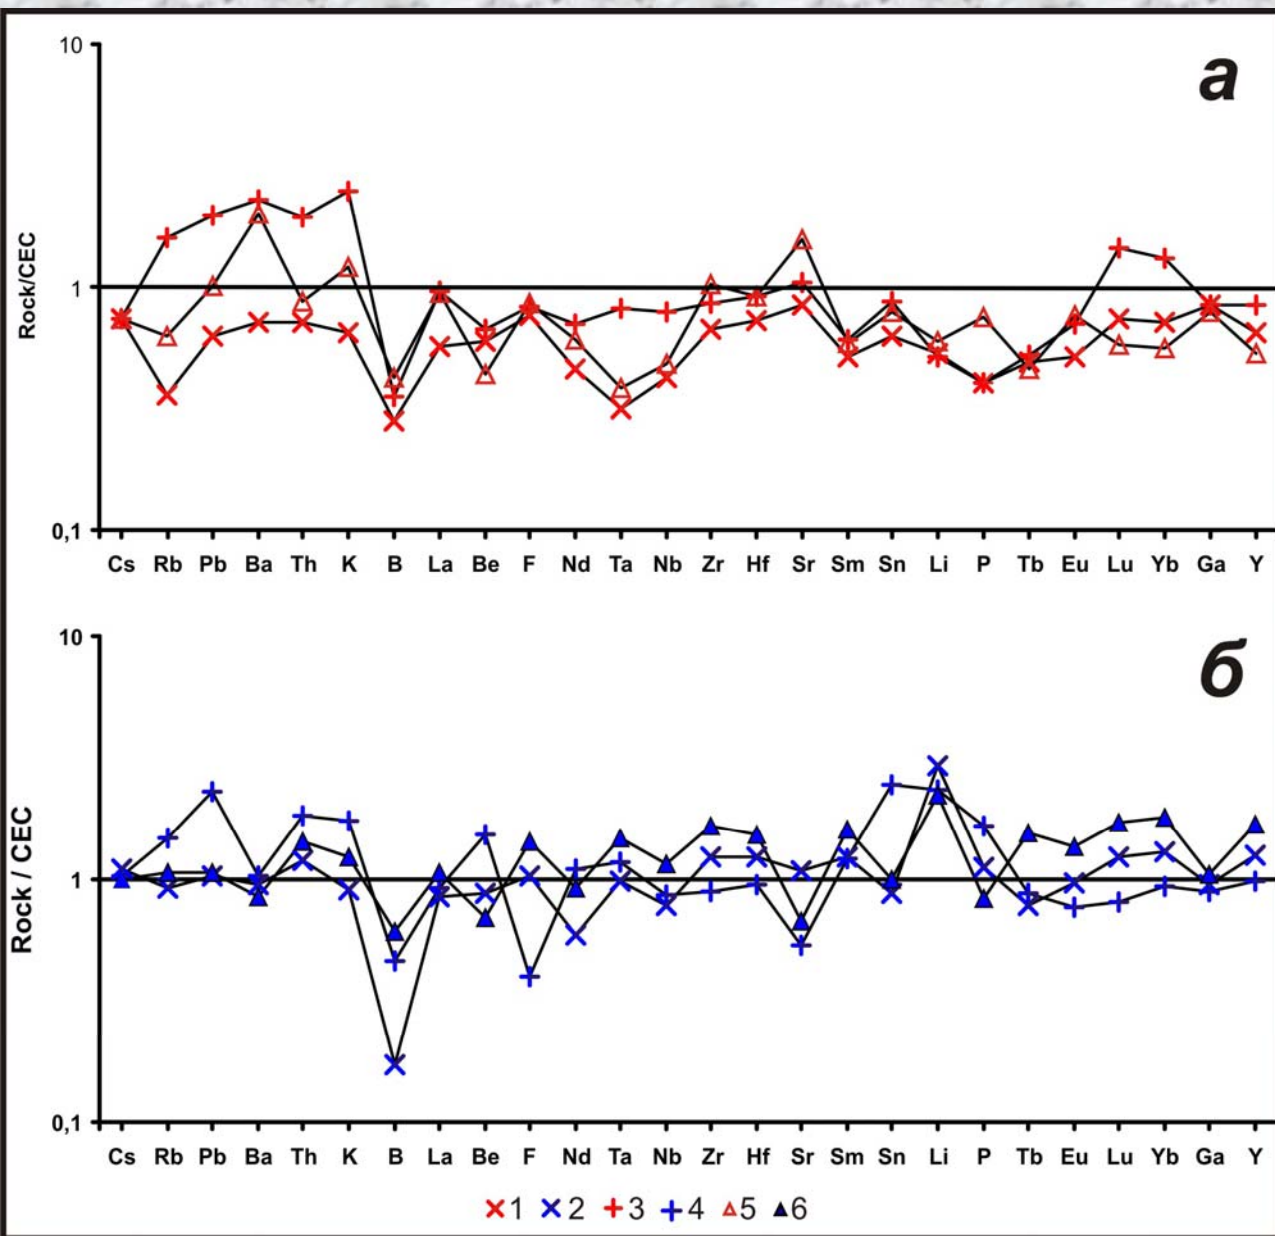 а
10
1
0,1
Rock/CEC
Cs Rb Pb Ba Th K B La Be F Nd Ta Nb Zr Hf Sr Sm Sn Li P Tb Eu Lu Yb Ga Y
б
10
1
0,1
Rock / CEC
Cs Rb Pb Ba Th K B La Be F Nd Ta Nb Zr Hf Sr Sm Sn Li P Tb Eu Lu Yb Ga Y
1 2 3 4 5 6